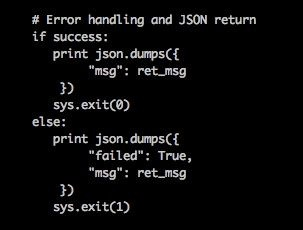 # Error handling and JSON return
if success:
   print json.dumps({
        "msg": ret_msg
    })
   sys.exit(0)
else:
   print json.dumps({
        "failed": True,
        "msg": ret_msg
    })
   sys.exit(1)